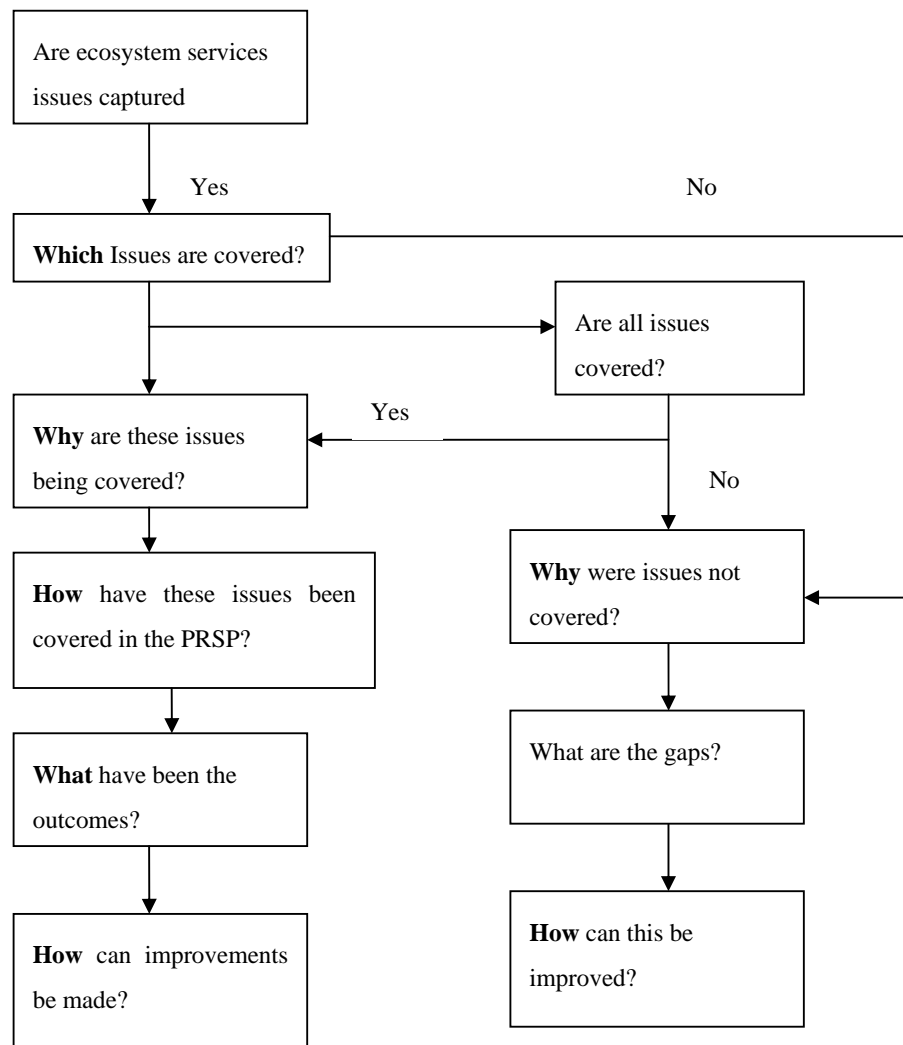 Are ecosystem services
issues captured
Yes
No
Which Issues are covered?
Are all issues
covered?
Yes
Why are these issues
being covered?
No
How have these issues been
covered in the PRSP?
Why were issues not
covered?
What have been the
outcomes?
What are the gaps?
How can improvements
be made?
How can this be
improved?